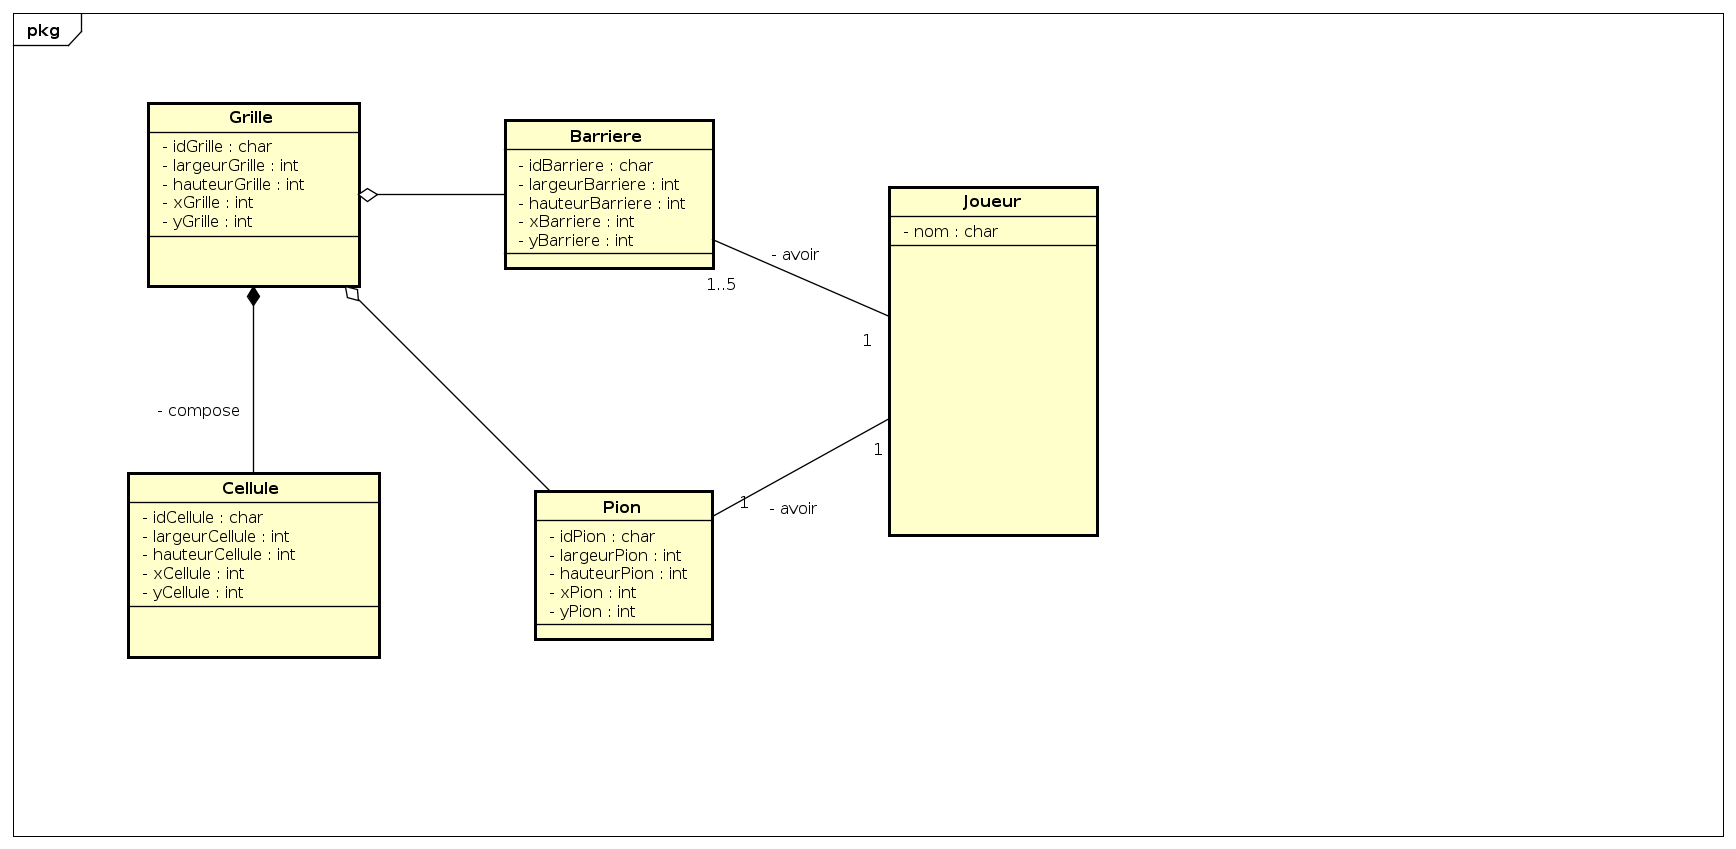 pkg
Grille
- idGrille : char
- largeurGrille : int
- hauteurGrille : int
- xGrille : int
- yGrille : int
Barriere
- idBarriere : char
- largeurBarriere : int
- hauteurBarriere : int
- xBarriere : int
- yBarriere : int
Joueur
- nom : char
- avoir
1..5
1
- compose
1
1
- avoir
Cellule
- idCellule : char
- largeurCellule : int
- hauteurCellule : int
- xCellule : int
- yCellule : int
Pion
- idPion : char
- largeurPion : int
- hauteurPion : int
- xPion : int
- yPion : int